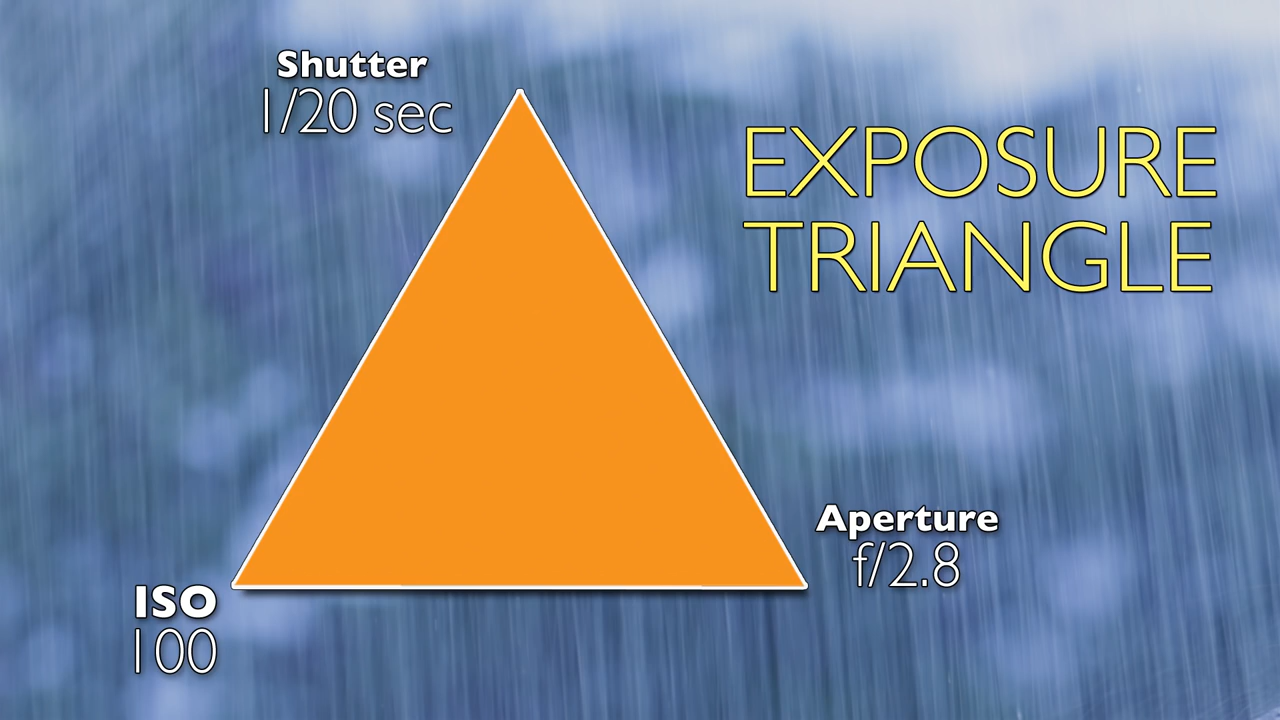 Shutter
1/20 sec
EXPOSURE
TRIANGLE
Aperture
f/2.8
ISO
100